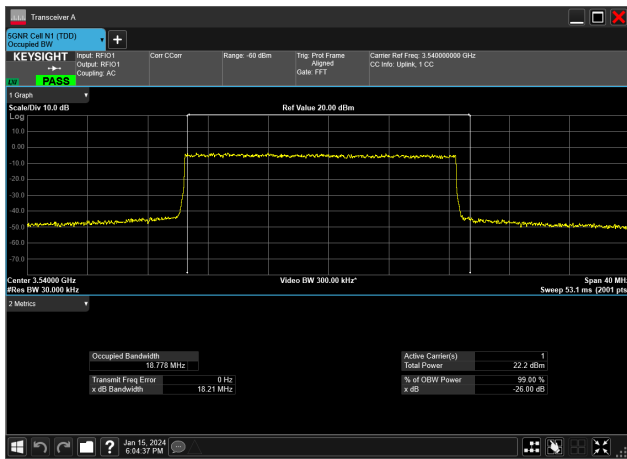 Transceiver A
5GNR Cell N1 (TDD)
Occupied BW
KEYSIGHT
Input: RFIO1
Output: RFIO1
Coupling: AC
Corr CCorr
Range: -60 dBm
Trig: Prot Frame
Aligned
Gate: FFT
Carrier Ref Freq: 3.540000000 GHz
CC Info: Uplink, 1 CC
PASS
1 Graph
Scale/Div 10.0 dB
Ref Value 20.00 dBm
Log
10.0
0.00
-10.0
-20.0
-30.0
-40.0
-50.0
-60.0
-70.0
Center 3.54000 GHz
Video BW 300.00 kHz*
Span 40 MH
#Res BW 30.000 kHz
Sweep 53.1 ms (2001 pts
2 Metrics
Occupied Bandwidth
18.778 MHz
Active Carrier(s) 1
Total Power 22.2 dBm
Transmit Freq Error 0 Hz
x dB Bandwidth 18.21 MHz
% of OBW Power 99.00 %
x dB -26.00 dB
?
Jan 15, 2024
6:04:37 PM